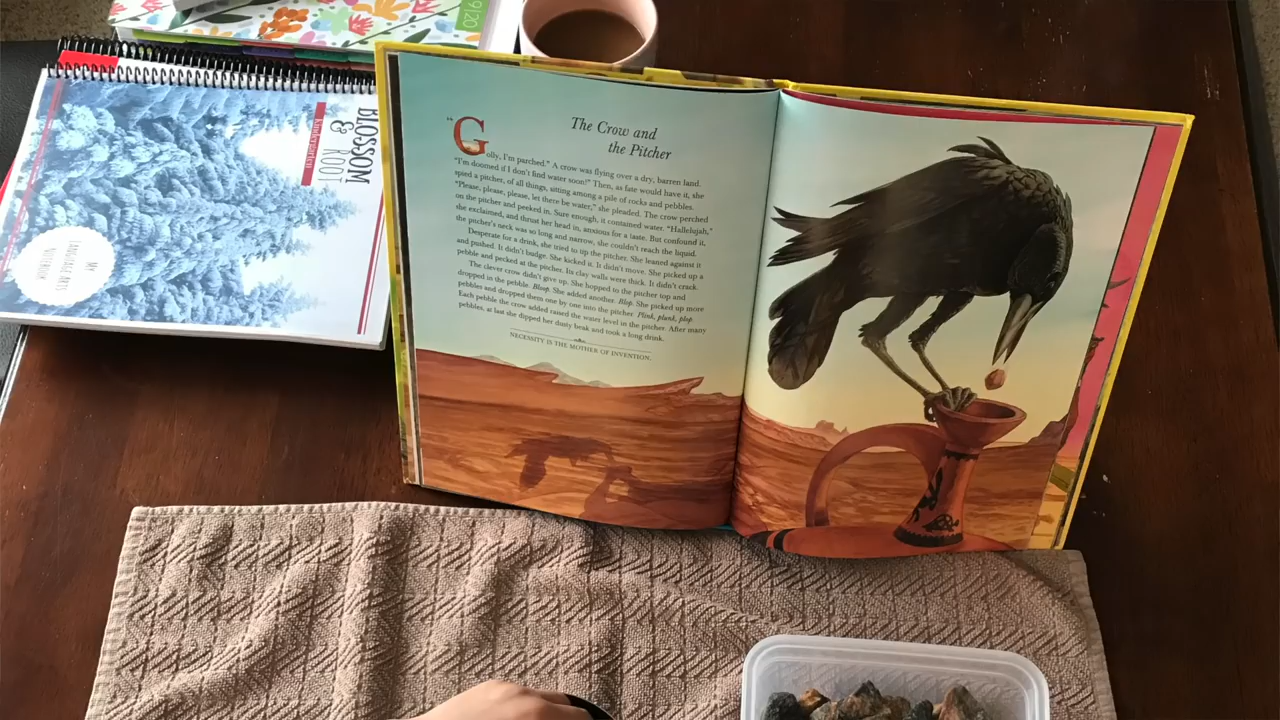 9/20
BLOSSOM
& ROOT
Kindergarten
MY
LANGUAGE ARTS
NOTEBOOK
The Crow and
the Pitcher
"Golly, I'm parched." A crow was flying over a dry, barren land.
"I'm doomed if I don't find water soon!" Then, as fate would have it, she
spied a pitcher, of all things, sitting among a pile of rocks and pebbles.
"Please, please, please, let there be water," she pleaded. The crow perched
on the pitcher and peeked in. Sure enough, it contained water. "Hallelujah,"
she exclaimed, and thrust her head in, anxious for a taste. But confound it,
the pitcher's neck was so long and narrow, she couldn't reach the liquid.
Desperate for a drink, she tried to tip the pitcher. She leaned against it
and pushed. It didn't budge. She kicked it. It didn't move. She picked up a
pebble and pecked at the pitcher. Its clay walls were thick. It didn't crack.
The clever crow didn't give up. She hopped to the pitcher top and
dropped in the pebble. Bloop. She added another. Blop. She picked up more
pebbles and dropped them one by one into the pitcher. Plink, plunk, plop.
Each pebble the crow added raised the water level in the pitcher. After many
pebbles, at last she dipped her dusty beak and took a long drink.
NECESSITY IS THE MOTHER OF INVENTION.